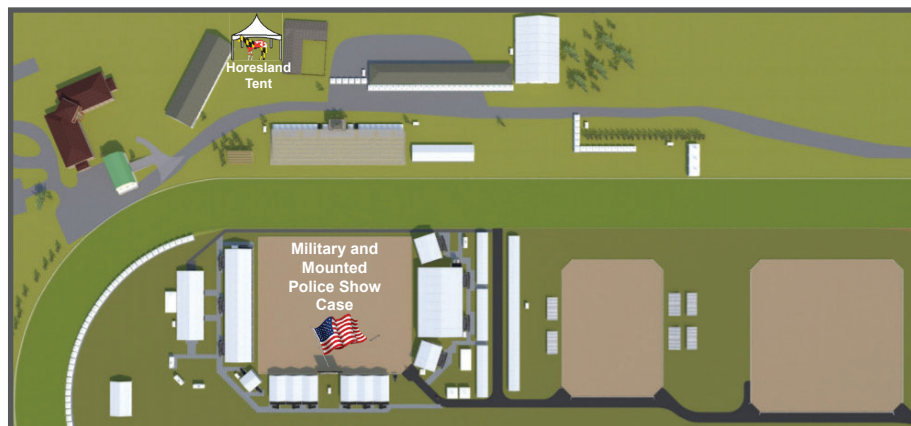 Horesland
Tent
Military and
Mounted
Police Show
Case